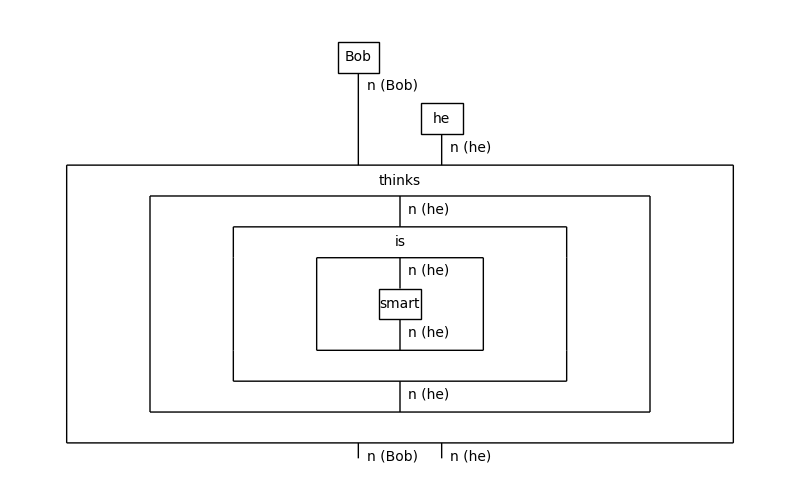 Bob
n (Bob)
he
n (he)
thinks
n (he)
is
n (he)
smart
n (he)
n (he)
n (Bob) n (he)